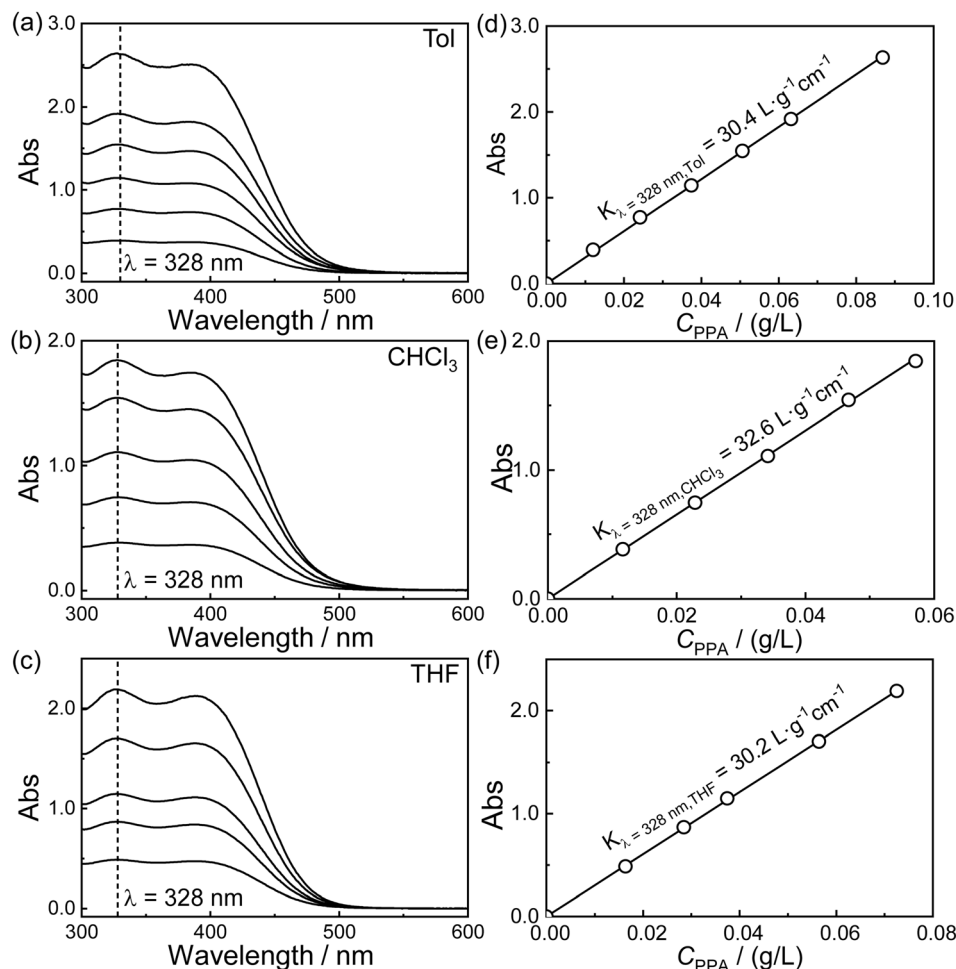 (a)
3.0
2.0
1.0
0.0
Abs
Tol
λ = 328 nm
300 400 500 600
Wavelength / nm
(d)
3.0
2.0
1.0
0.0
Abs
K_λ = 328 nm,Tol = 30.4 L·g⁻¹cm⁻¹
0.00 0.02 0.04 0.06 0.08 0.10
C_PPA / (g/L)
(b)
2.0
1.0
0.0
Abs
CHCl₃
λ = 328 nm
300 400 500 600
Wavelength / nm
(e)
2.0
1.0
0.0
Abs
K_λ = 328 nm,CHCl₃ = 32.6 L·g⁻¹cm⁻¹
0.00 0.02 0.04 0.06
C_PPA / (g/L)
(c)
2.0
1.0
0.0
Abs
THF
λ = 328 nm
300 400 500 600
Wavelength / nm
(f)
2.0
1.0
0.0
Abs
K_λ = 328 nm,THF = 30.2 L·g⁻¹cm⁻¹
0.00 0.02 0.04 0.06 0.08
C_PPA / (g/L)